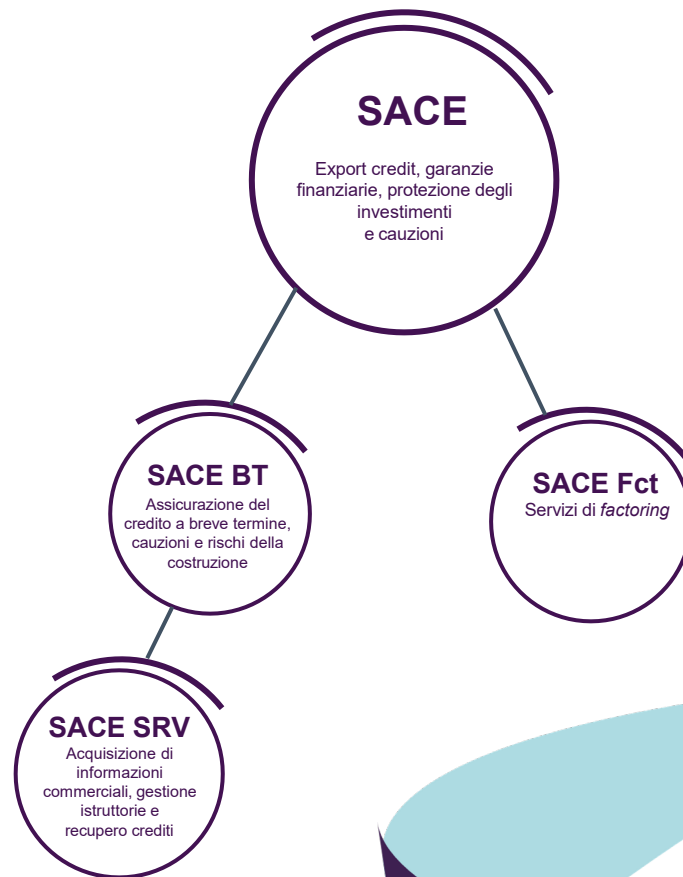 SACE
Export credit, garanzie
finanziarie, protezione degli
investimenti
e cauzioni
SACE BT
Assicurazione del
credito a breve termine,
cauzioni e rischi della
costruzione
SACE Fct
Servizi di factoring
SACE SRV
Acquisizione di
informazioni
commerciali, gestione
istruttorie e
recupero crediti